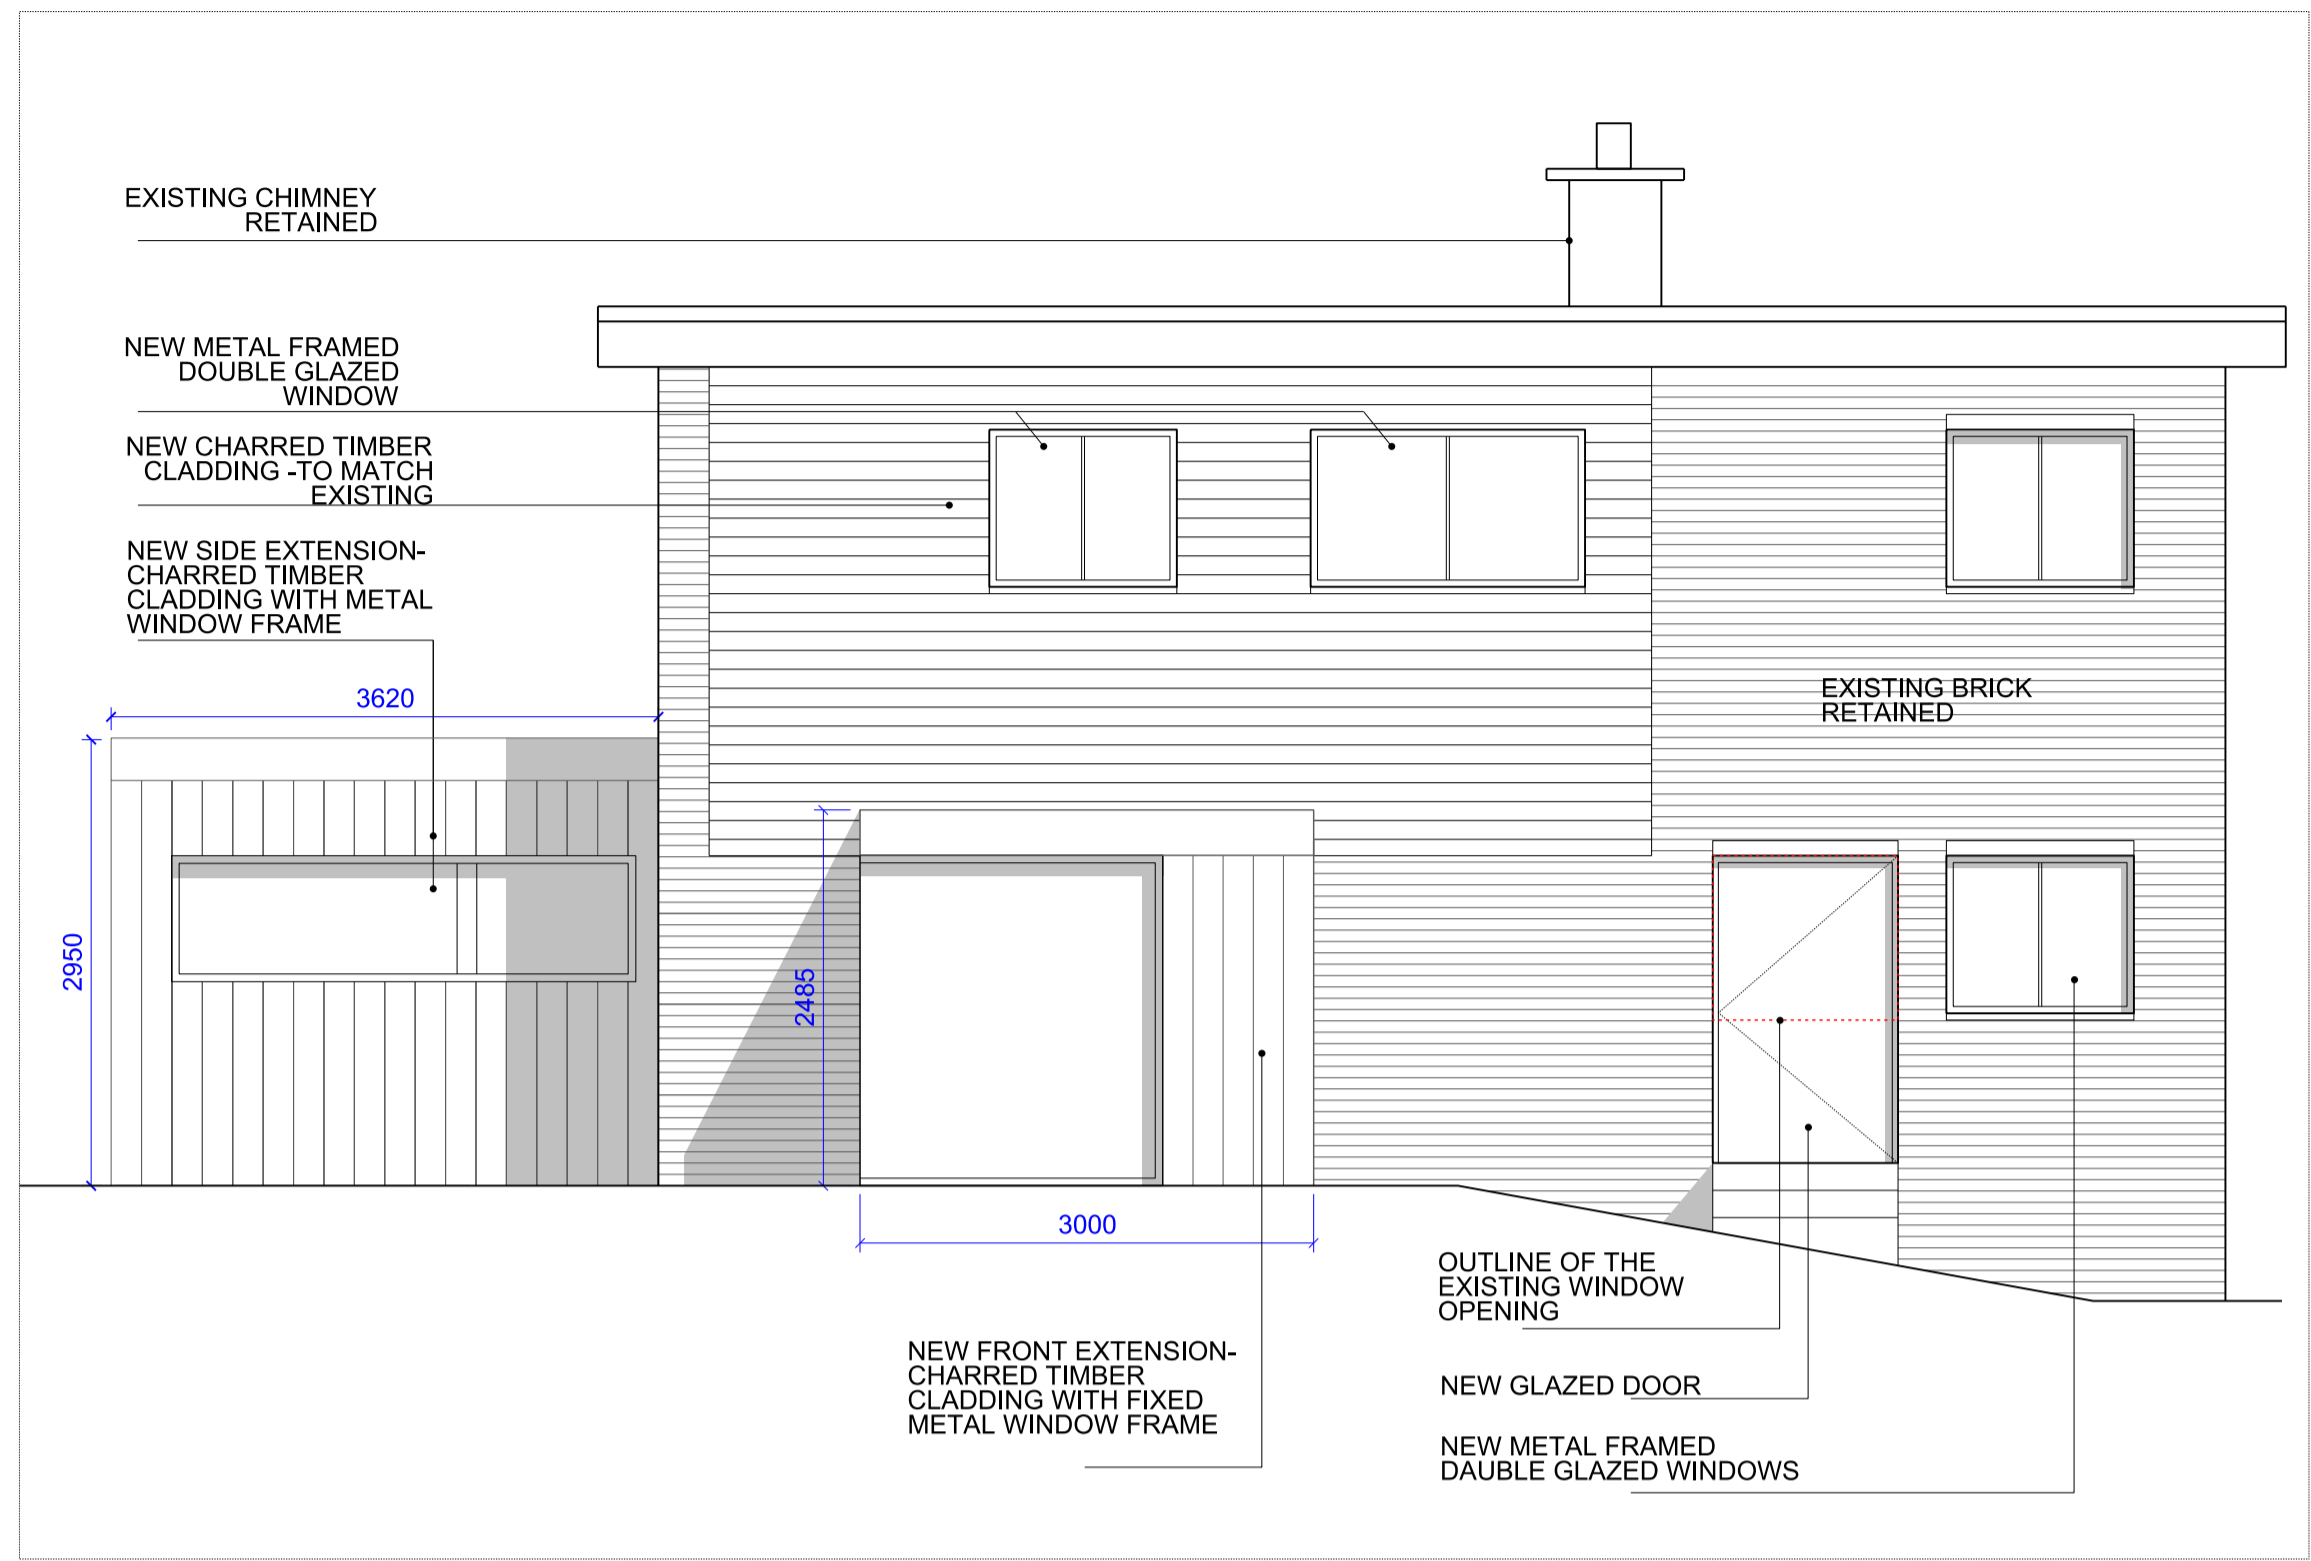 EXISTING CHIMNEY
RETAINED
NEW METAL FRAMED
DOUBLE GLAZED
WINDOW
NEW CHARRED TIMBER
CLADDING -TO MATCH
EXISTING
NEW SIDE EXTENSION-
CHARRED TIMBER
CLADDING WITH METAL
WINDOW FRAME
3620
EXISTING BRICK
RETAINED
2950
2485
3000
OUTLINE OF THE
EXISTING WINDOW
OPENING
NEW FRONT EXTENSION-
CHARRED TIMBER
CLADDING WITH FIXED
METAL WINDOW FRAME
NEW GLAZED DOOR
NEW METAL FRAMED
DAUBLE GLAZED WINDOWS